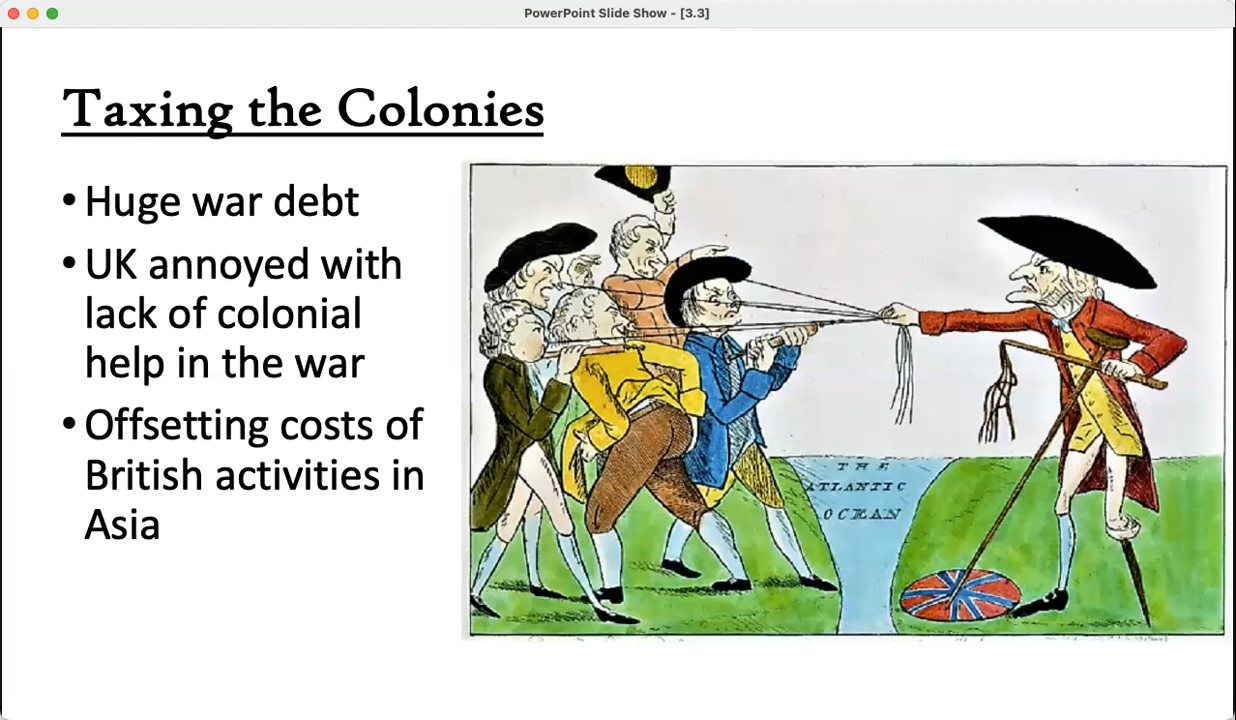 PowerPoint Slide Show - [3.3]
Taxing the Colonies
• Huge war debt
• UK annoyed with
lack of colonial
help in the war
• Offsetting costs of
British activities in
Asia
THE
ATLANTIC
OCEAN